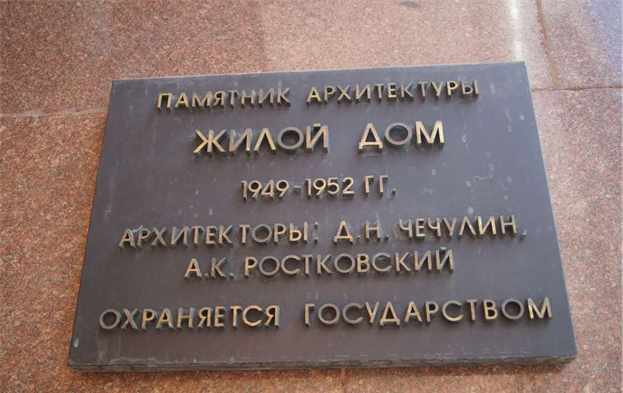 ПАМЯТНИК АРХИТЕКТУРЫ
ЖИЛОЙ ДОМ
1949-1952 ГГ.
АРХИТЕКТОРЫ: Д.Н. ЧЕЧУЛИН,
А.К. РОСТКОВСКИЙ
ОХРАНЯЕТСЯ ГОСУДАРСТВОМ